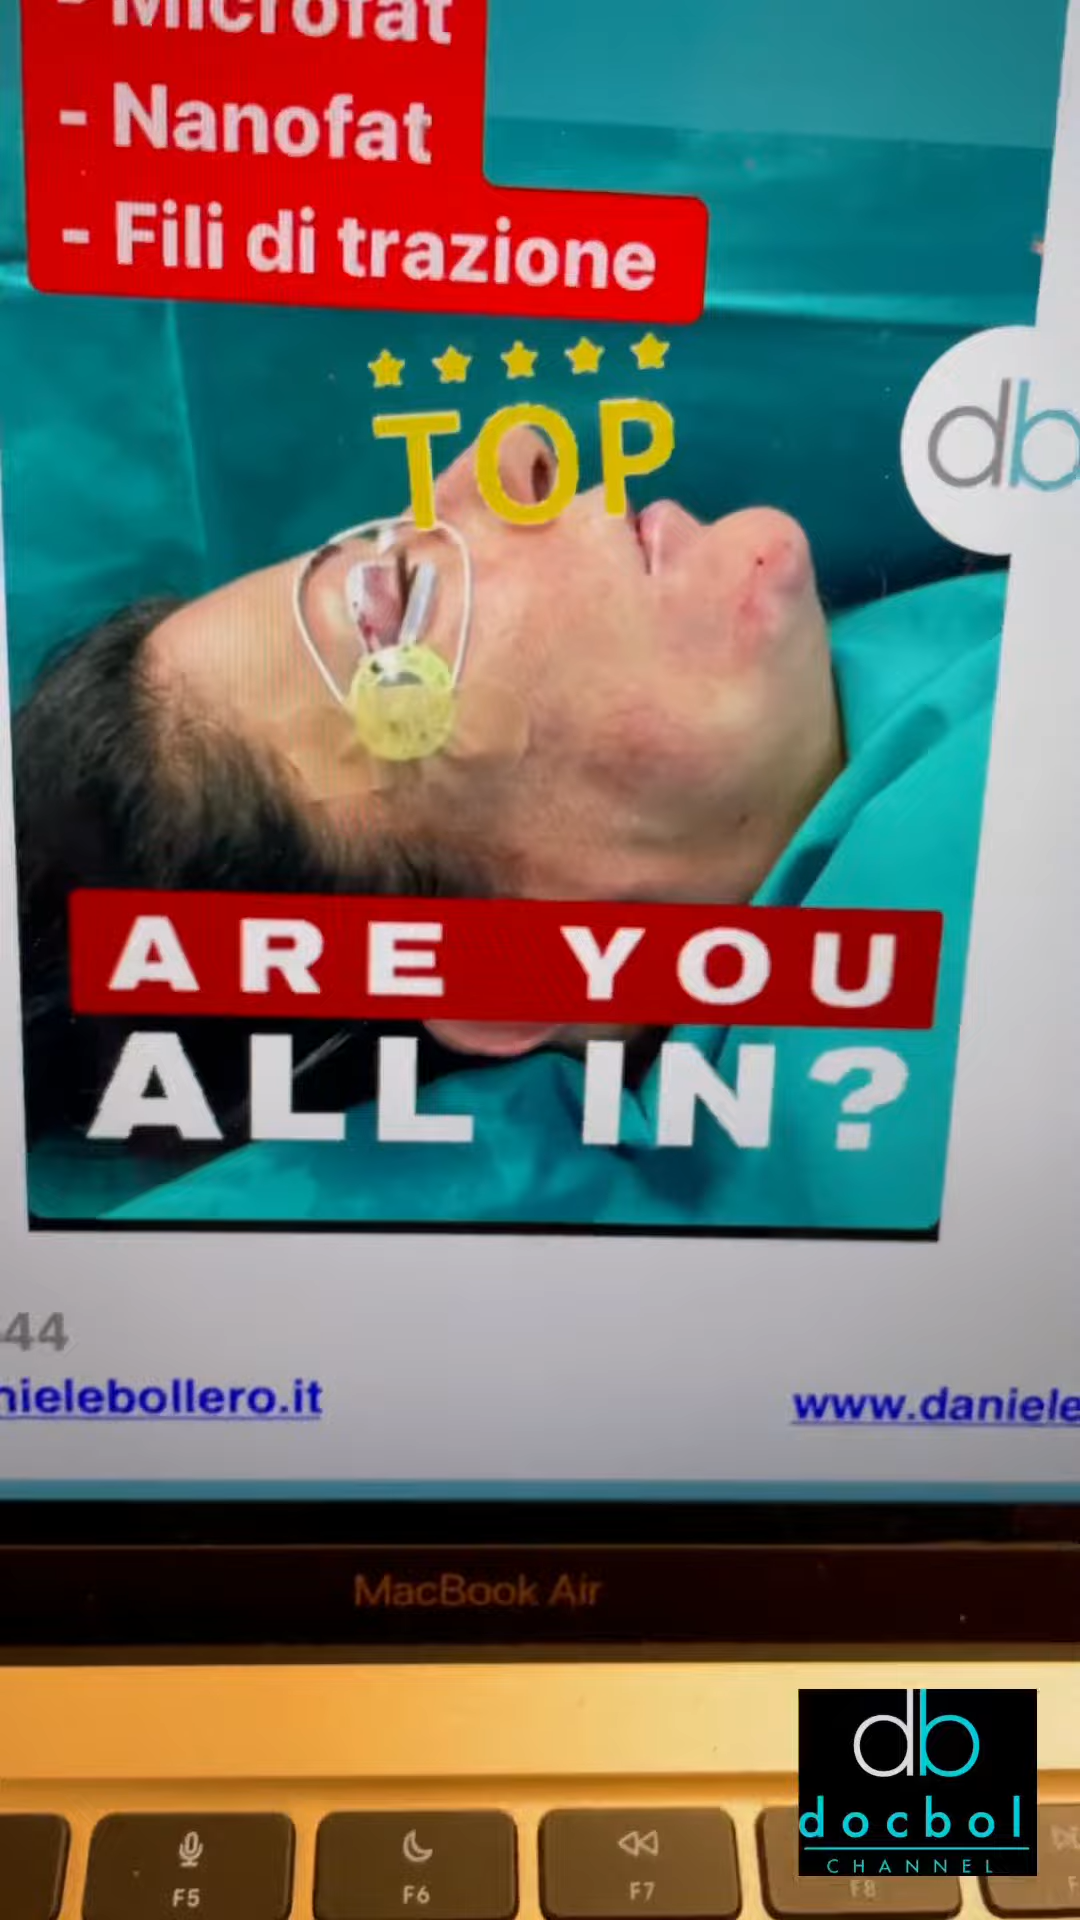 - Microfat
- Nanofat
- Fili di trazione
TOP
db
ARE YOU
ALL IN?
44
nielebollero.it
www.daniele
MacBook Air
db
docbol
CHANNEL
F5
F6
F7
F8